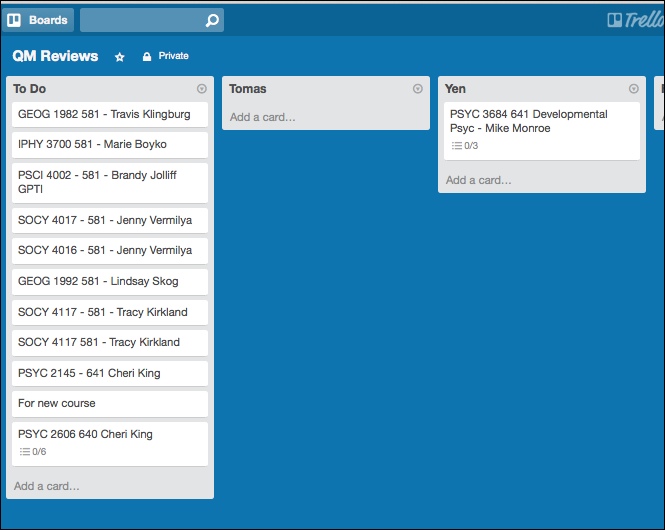 Boards
Trello
QM Reviews Private
To Do
GEOG 1982 581 - Travis Klingburg
IPHY 3700 581 - Marie Boyko
PSCI 4002 - 581 - Brandy Jolliff
GPTI
SOCY 4017 - 581 - Jenny Vermilya
SOCY 4016 - 581 - Jenny Vermilya
GEOG 1992 581 - Lindsay Skog
SOCY 4117 - 581 - Tracy Kirkland
SOCY 4117 581 - Tracy Kirkland
PSYC 2145 - 641 Cheri King
For new course
PSYC 2606 640 Cheri King
0/6
Add a card...
Tomas
Add a card...
Yen
PSYC 3684 641 Developmental
Psyc - Mike Monroe
0/3
Add a card...